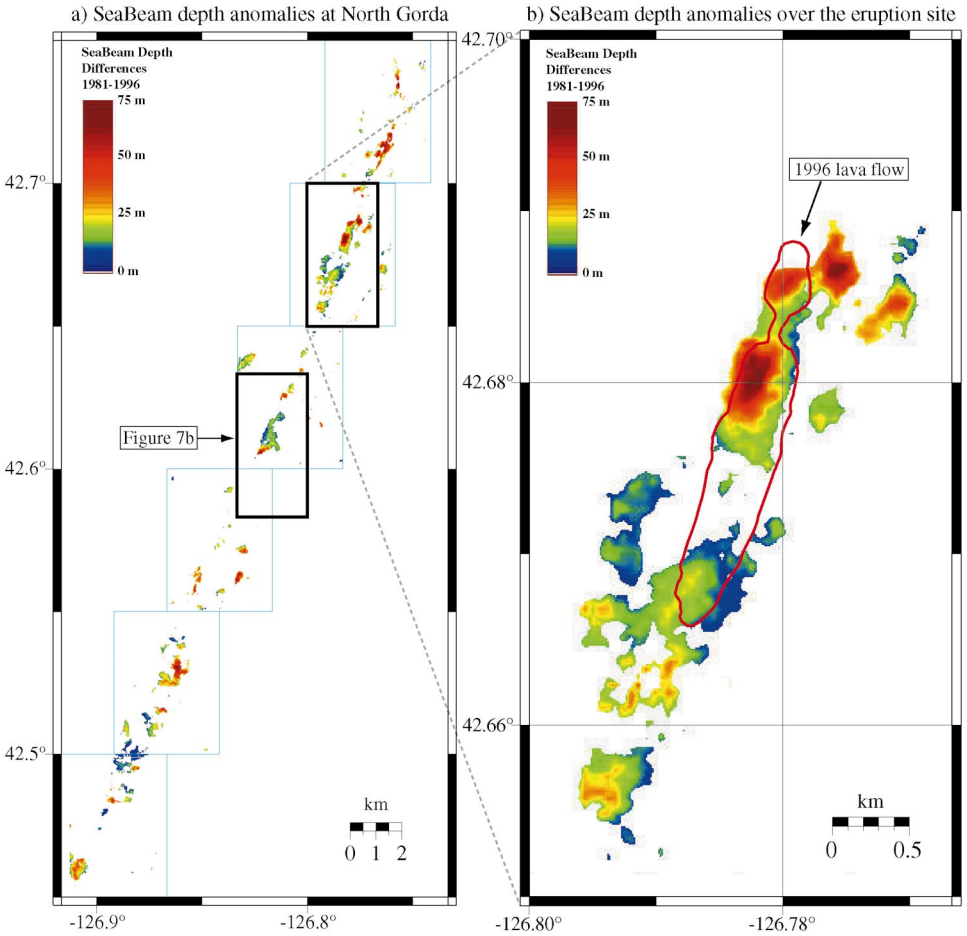 a) SeaBeam depth anomalies at North Gorda
b) SeaBeam depth anomalies over the eruption site
SeaBeam Depth
Differences
1981-1996
75 m
50 m
25 m
0 m
42.7°
42.6°
42.5°
Figure 7b
km
0 1 2
-126.9°
-126.8°
42.70°
42.68°
42.66°
SeaBeam Depth
Differences
1981-1996
75 m
50 m
25 m
0 m
1996 lava flow
km
0 0.5
-126.80°
-126.78°